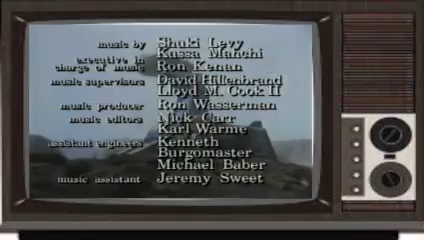 music by Shuki Levy
Kussa Mahchi
executive in
charge of music Ron Kenan
music supervisors David Hillenbrand
Lloyd M. Cook II
music producer Ron Wasserman
music editors Nick Carr
Karl Warme
assistant engineers Kenneth
Burgomaster
Michael Baber
music assistant Jeremy Sweet